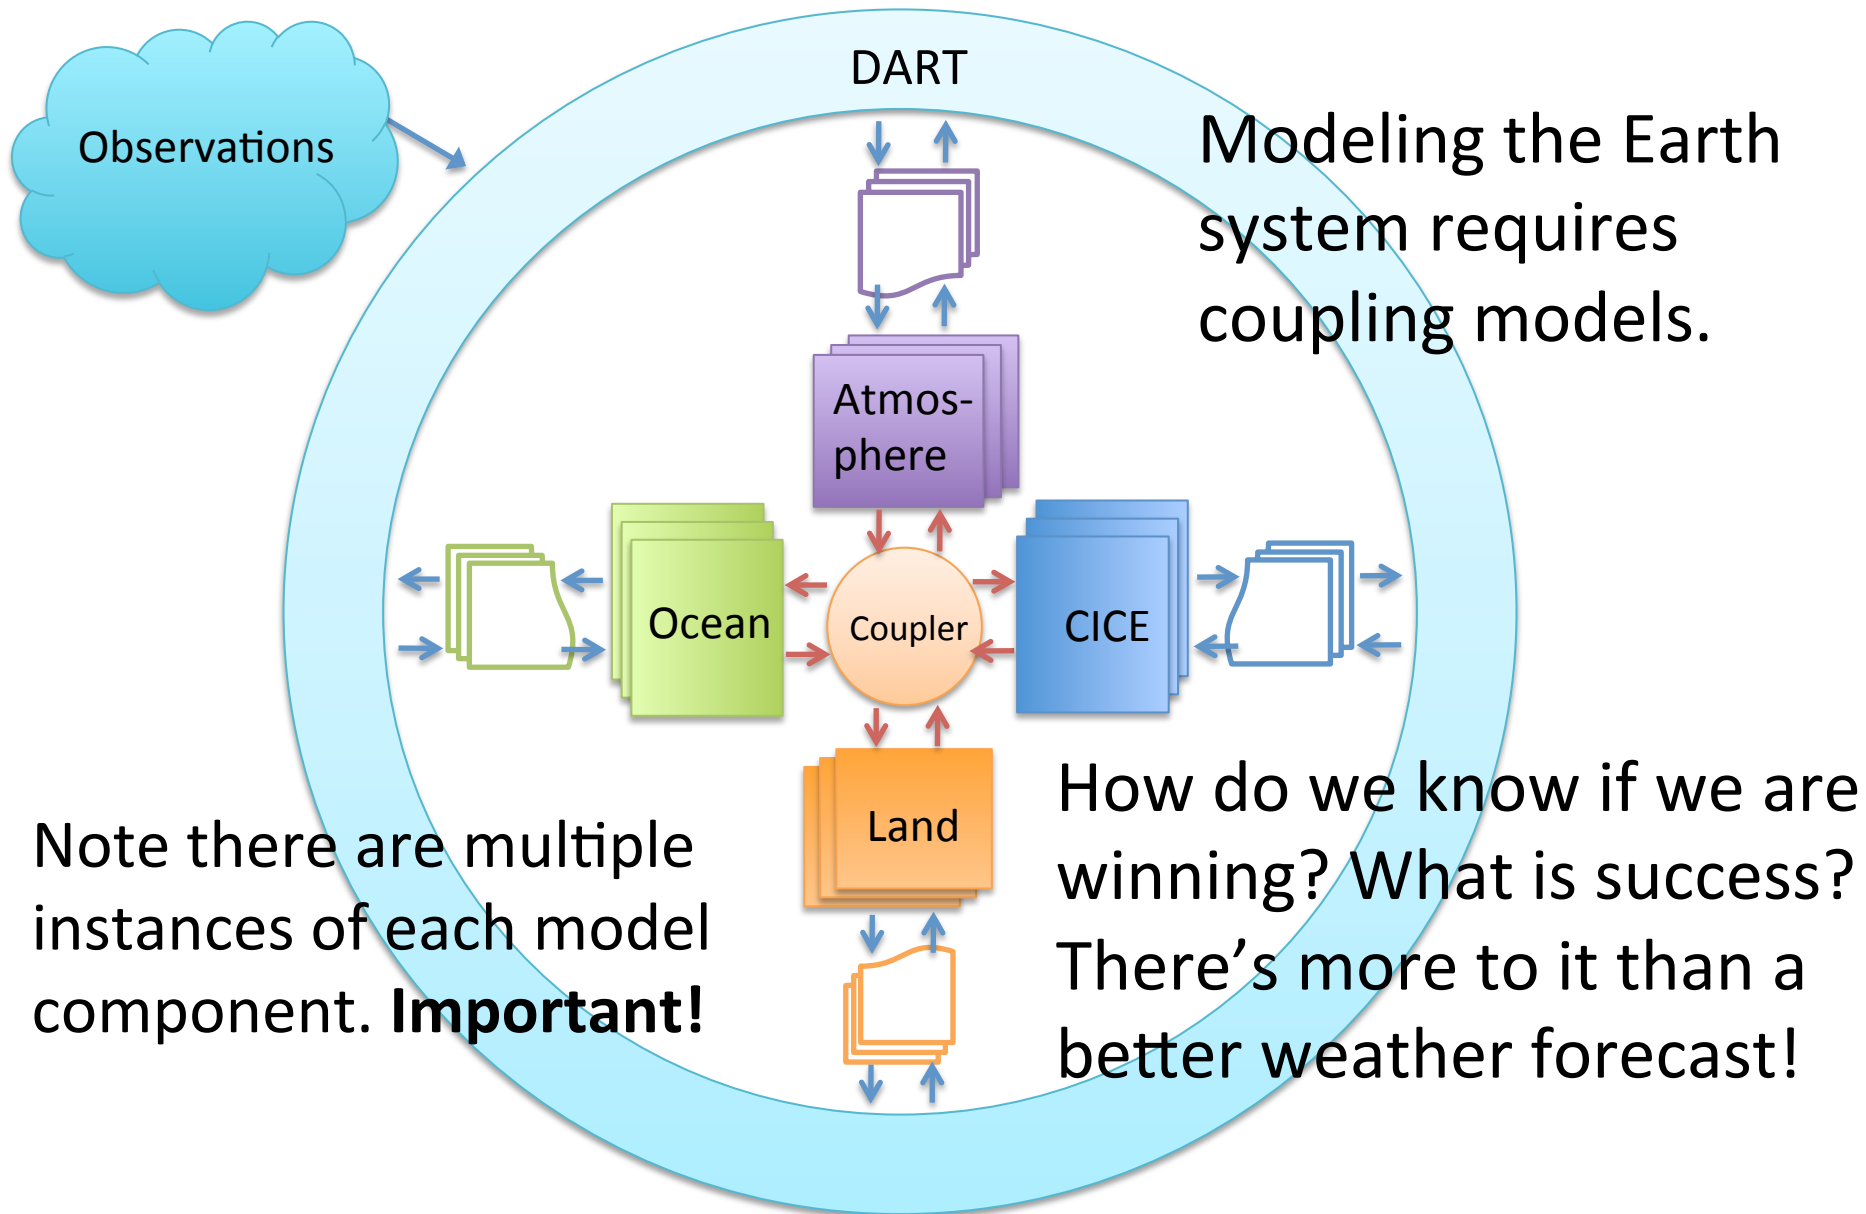 DART
Observations
Modeling the Earth
system requires
coupling models.
Atmos-
phere
Ocean
Coupler
CICE
Land
Note there are multiple
instances of each model
component. Important!
How do we know if we are
winning? What is success?
There’s more to it than a
better weather forecast!